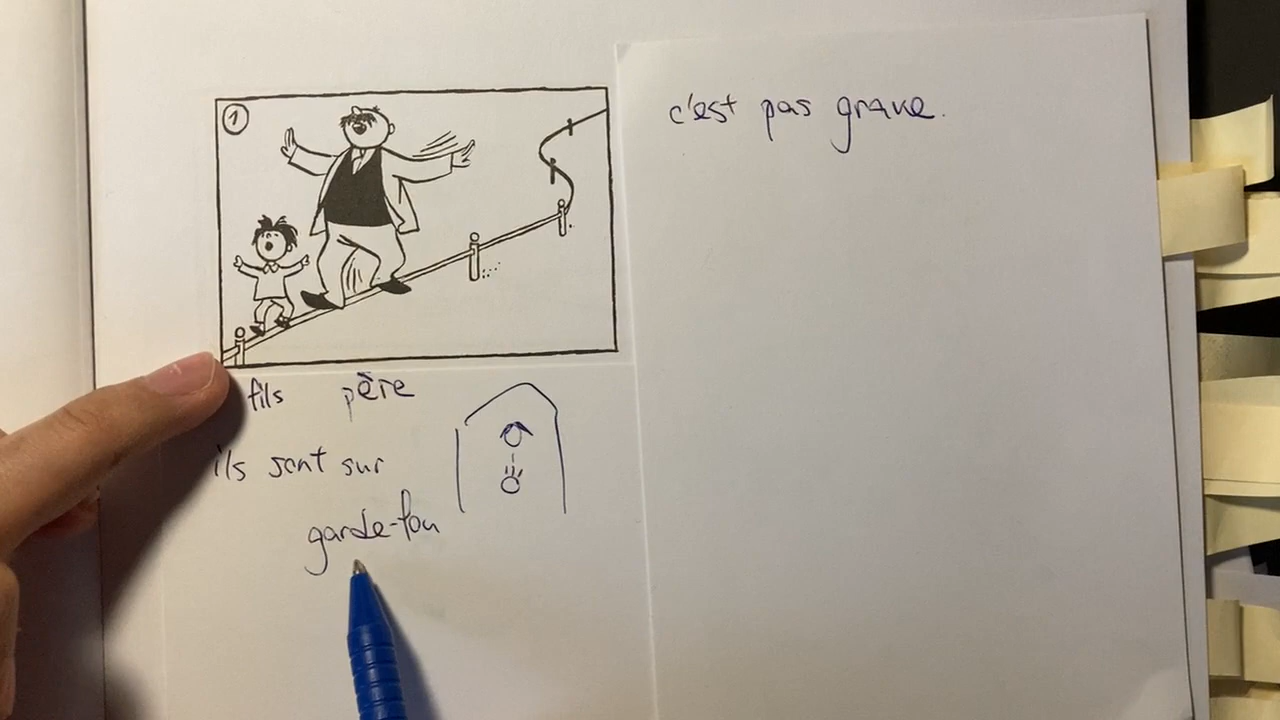 1
c'est pas grave.
fils père
ils sont sur
garde-fou